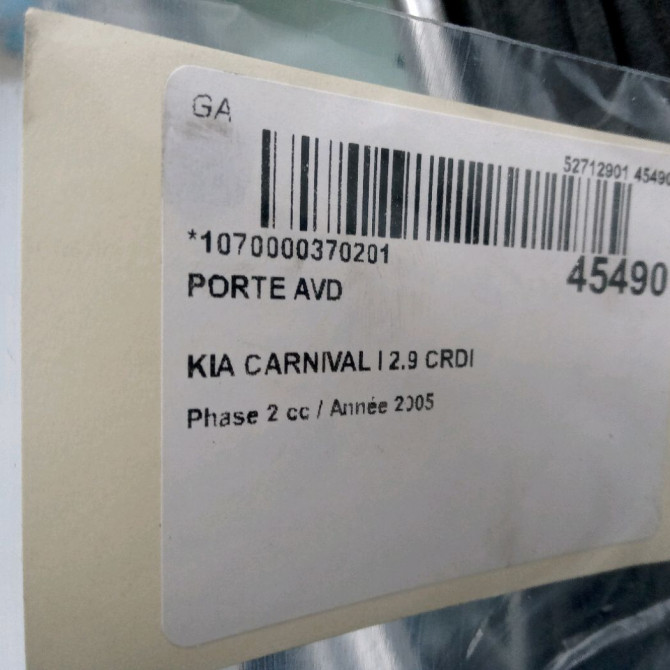 GA
52712901 45490
*1070000370201
45490
PORTE AVD
KIA CARNIVAL I 2.9 CRDI
Phase 2 cc / Année 2005